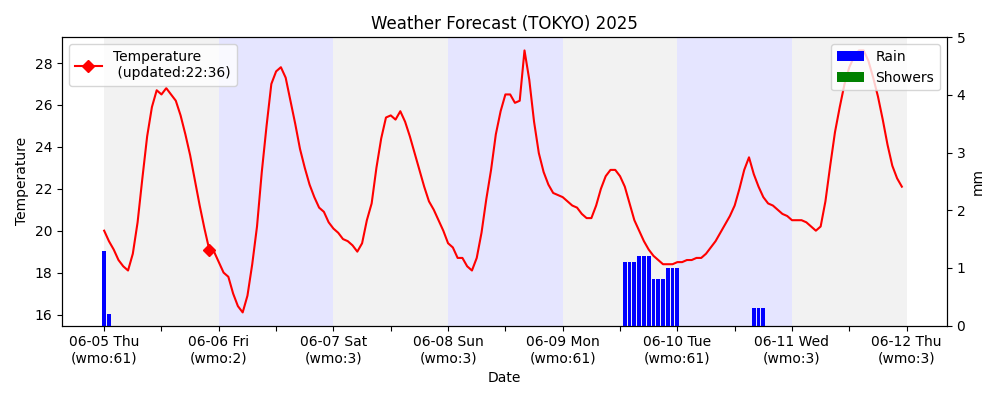 Weather Forecast (TOKYO) 2025
Temperature
(updated:22:36)
Rain
Showers
28
26
24
22
20
18
16
Temperature
5
4
3
2
1
0
mm
06-05 Thu
(wmo:61)
06-06 Fri
(wmo:2)
06-07 Sat
(wmo:3)
06-08 Sun
(wmo:3)
06-09 Mon
(wmo:61)
06-10 Tue
(wmo:61)
06-11 Wed
(wmo:3)
06-12 Thu
(wmo:3)
Date